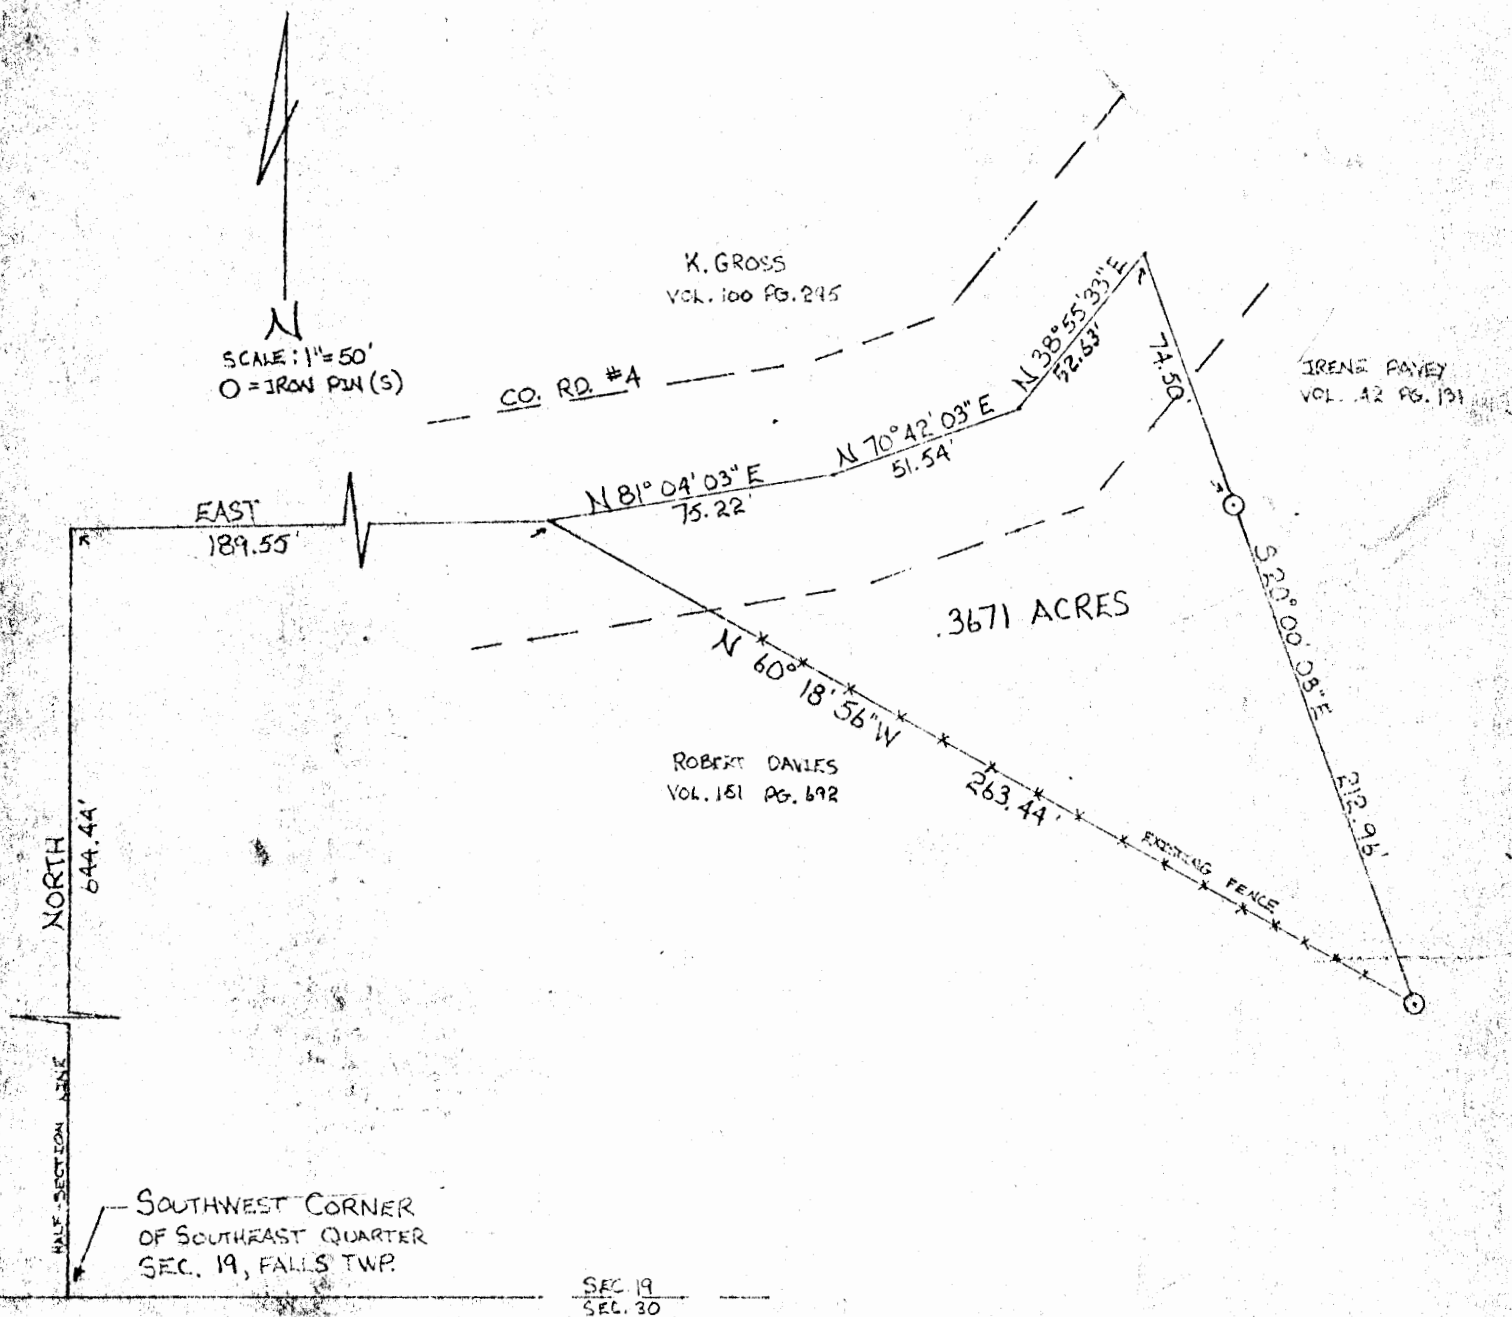 N
SCALE: 1"=50'
O = IRON PIN (S)
K. GROSS
VOL. 100 PG. 295
CO. RD. #4
IRENE PAVEY
VOL. 42 PG. 131
N 38° 55' 33" E
52.63'
74.50'
N 70° 42' 03" E
51.54'
N 81° 04' 03" E
75.22'
EAST
189.55'
S 20° 00' 03" E
212.96'
.3671 ACRES
N 60° 18' 56" W
263.44'
EXISTING FENCE
ROBERT DAVIES
VOL. 181 PG. 692
NORTH
644.44'
HALF-SECTION LINE
SOUTHWEST CORNER
OF SOUTHEAST QUARTER
SEC. 19, FALLS TWP.
SEC. 19
SEC. 30